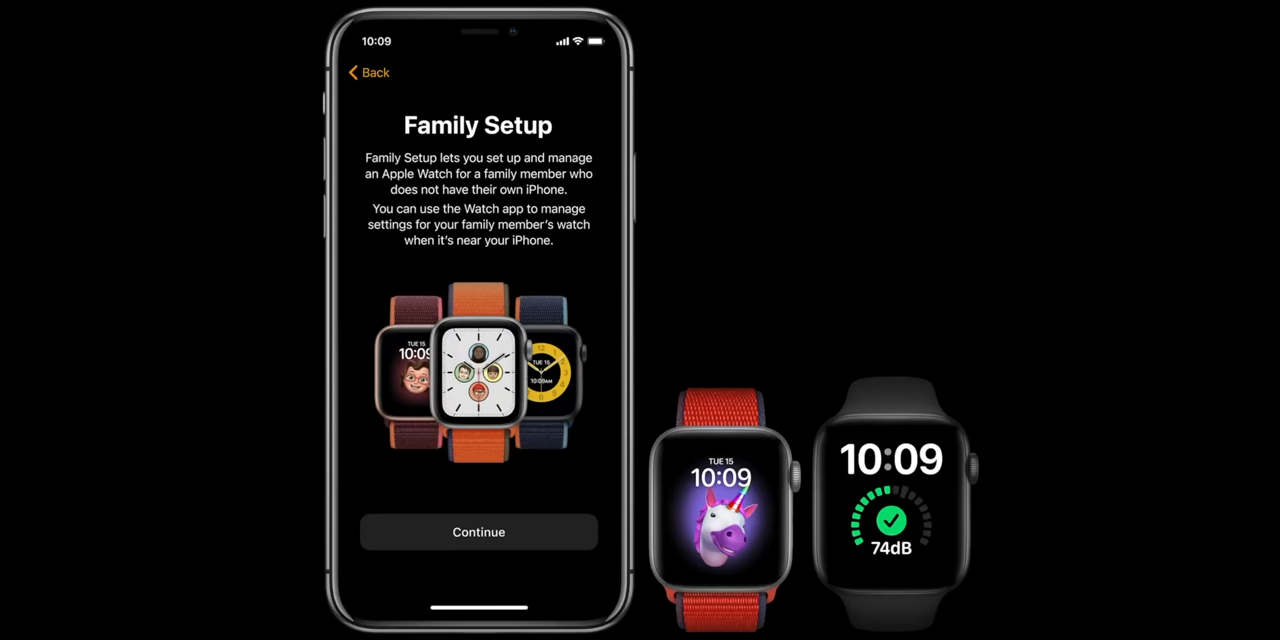 10:09
Back
Family Setup
Family Setup lets you set up and manage
an Apple Watch for a family member who
does not have their own iPhone.
You can use the Watch app to manage
settings for your family member's watch
when it's near your iPhone.
TUE 15
10:09
TUE 15
10:09AM
Continue
TUE 15
10:09
10:09
74dB